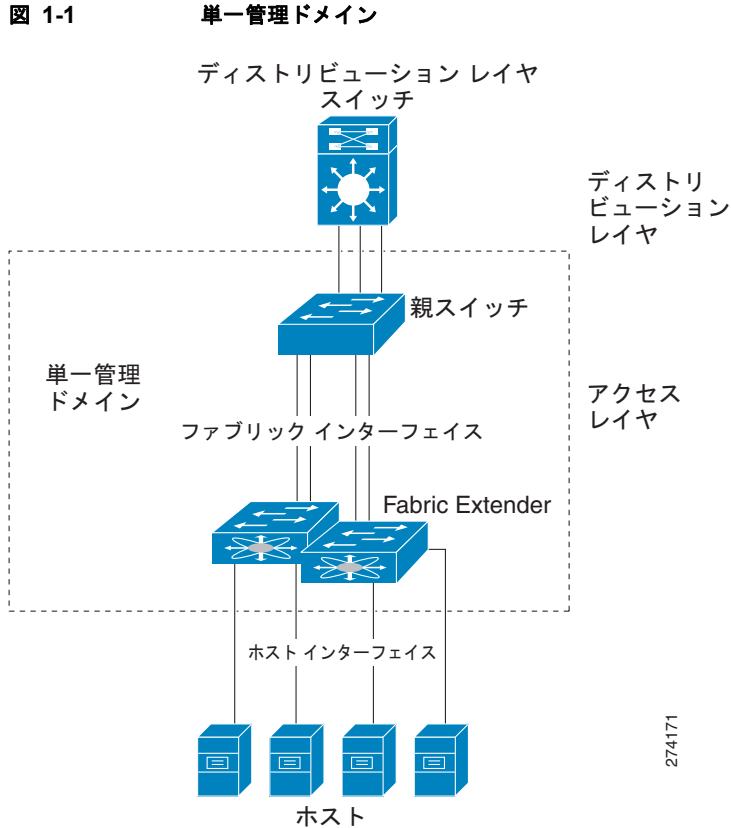 図 1-1 単一管理ドメイン
ディストリビューション レイヤ
スイッチ
ディストリ
ビューション
レイヤ
親スイッチ
単一管理
ドメイン
アクセス
レイヤ
ファブリック インターフェイス
Fabric Extender
ホスト インターフェイス
274171
ホスト